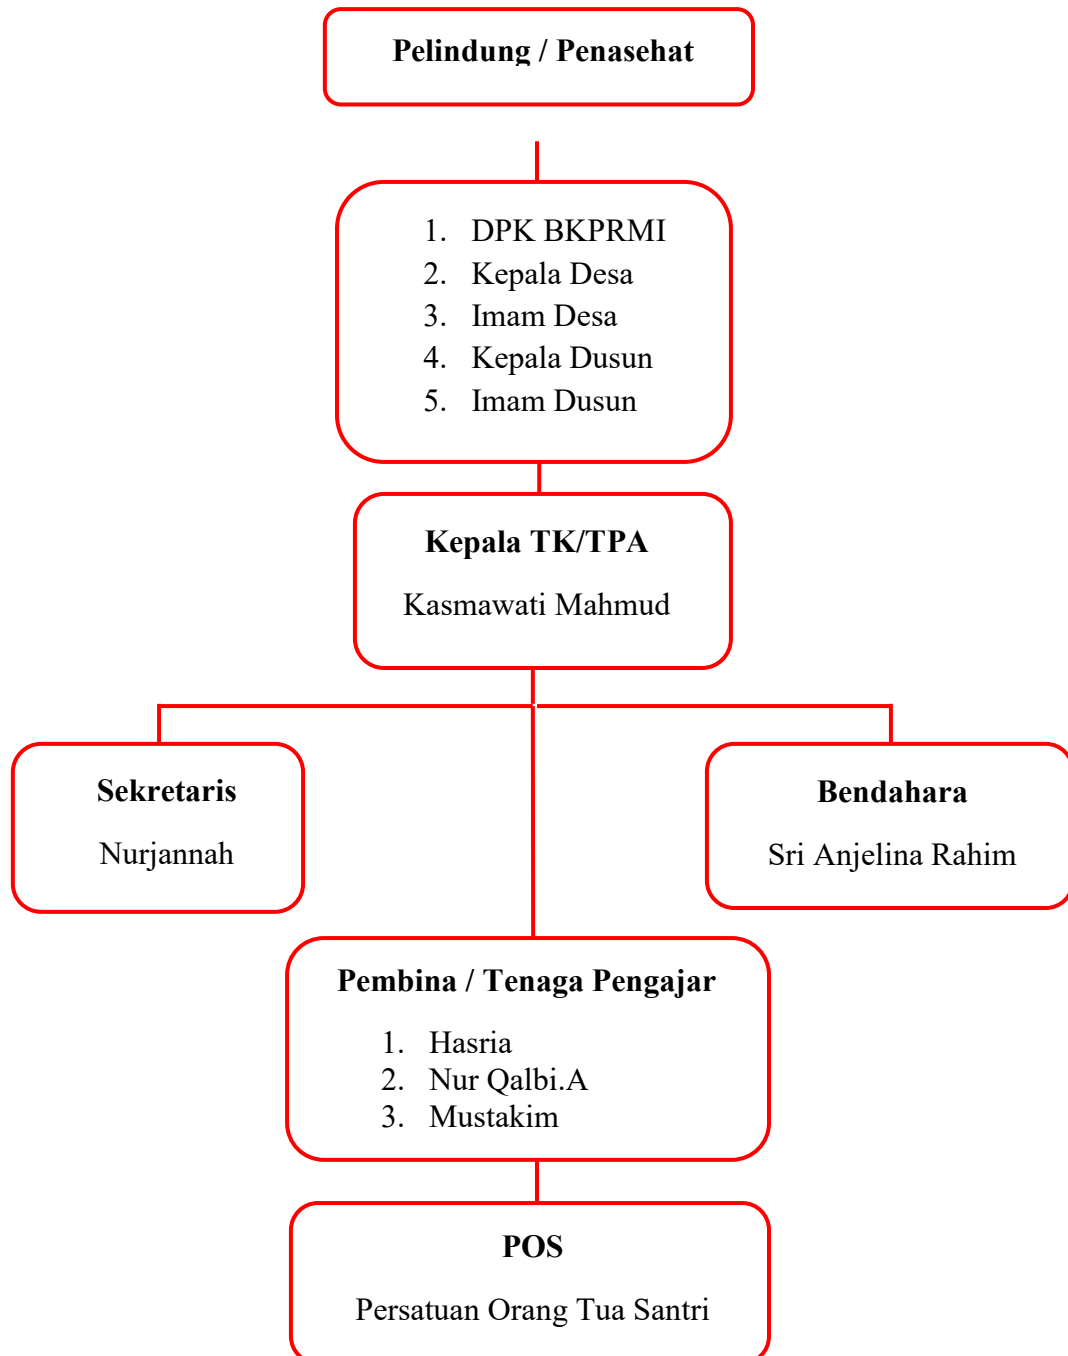 Pelindung / Penasehat
1. DPK BKPRMI
2. Kepala Desa
3. Imam Desa
4. Kepala Dusun
5. Imam Dusun
Kepala TK/TPA
Kasmawati Mahmud
Sekretaris
Nurjannah
Bendahara
Sri Anjelina Rahim
Pembina / Tenaga Pengajar
1. Hasria
2. Nur Qalbi.A
3. Mustakim
POS
Persatuan Orang Tua Santri